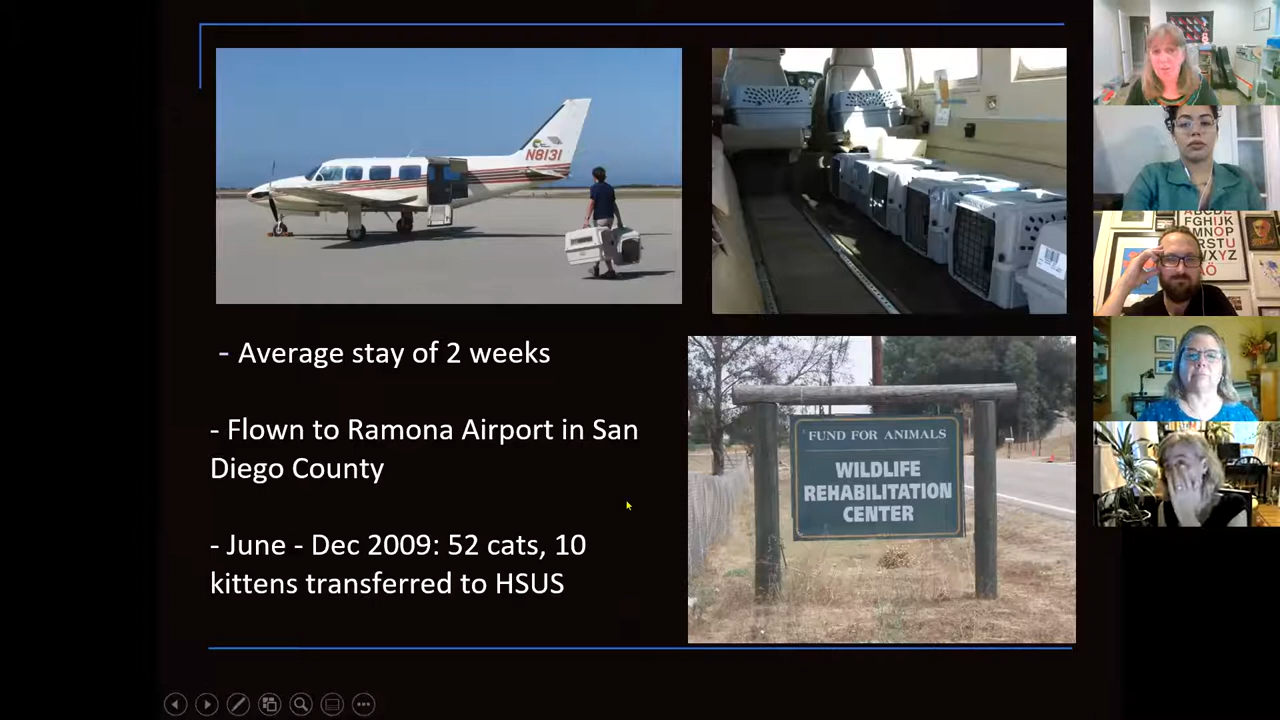 N8131
- Average stay of 2 weeks
- Flown to Ramona Airport in San
Diego County
- June - Dec 2009: 52 cats, 10
kittens transferred to HSUS
FUND FOR ANIMALS
WILDLIFE
REHABILITATION
CENTER